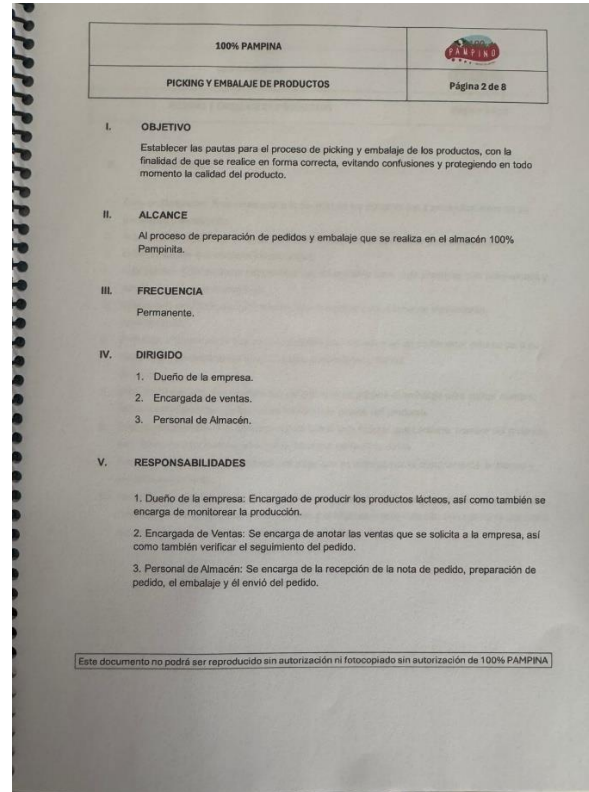 100% PAMPINA
100%
PAMPINO
PICKING Y EMBALAJE DE PRODUCTOS
Página 2 de 8
I. OBJETIVO
Establecer las pautas para el proceso de picking y embalaje de los productos, con la
finalidad de que se realice en forma correcta, evitando confusiones y protegiendo en todo
momento la calidad del producto.
II. ALCANCE
Al proceso de preparación de pedidos y embalaje que se realiza en el almacén 100%
Pampinita.
III. FRECUENCIA
Permanente.
IV. DIRIGIDO
1. Dueño de la empresa.
2. Encargada de ventas.
3. Personal de Almacén.
V. RESPONSABILIDADES
1. Dueño de la empresa: Encargado de producir los productos lácteos, así como también se
encarga de monitorear la producción.
2. Encargada de Ventas: Se encarga de anotar las ventas que se solicita a la empresa, así
como también verificar el seguimiento del pedido.
3. Personal de Almacén: Se encarga de la recepción de la nota de pedido, preparación de
pedido, el embalaje y él envió del pedido.
Este documento no podrá ser reproducido sin autorización ni fotocopiado sin autorización de 100% PAMPINA